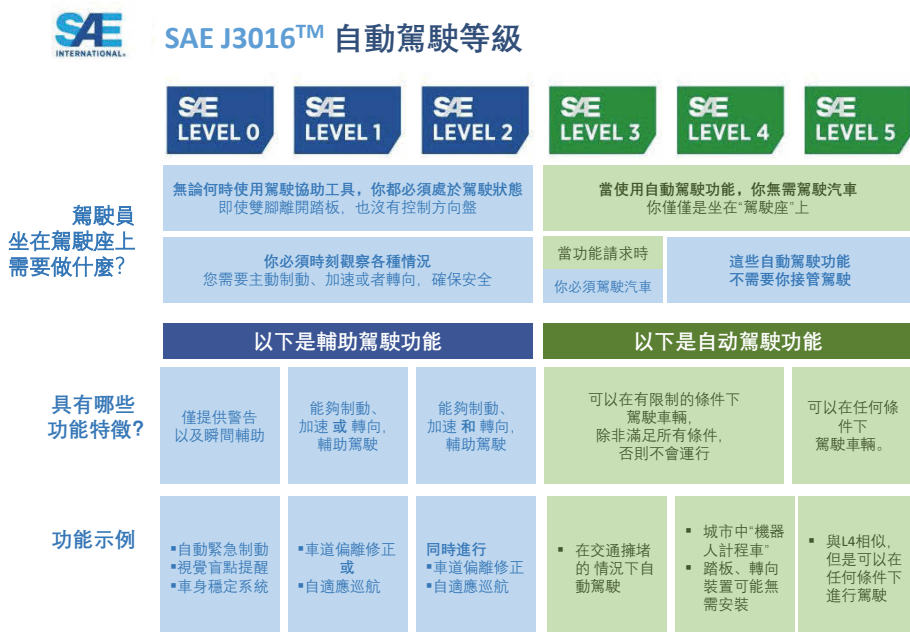 SAE
INTERNATIONAL®
SAE J3016™ 自動駕駛等級
SAE
LEVEL 0
SAE
LEVEL 1
SAE
LEVEL 2
SAE
LEVEL 3
SAE
LEVEL 4
SAE
LEVEL 5
駕駛員
坐在駕駛座上
需要做什麼?
無論何時使用駕駛協助工具，你都必須處於駕駛狀態
即使雙腳離開踏板，也沒有控制方向盤
當使用自動駕駛功能，你無需駕駛汽車
你僅僅是坐在“駕駛座”上
你必須時刻觀察各種情況
您需要主動制動、加速或者轉向，確保安全
當功能請求時
你必須駕駛汽車
這些自動駕駛功能
不需要你接管駕駛
以下是輔助駕駛功能
以下是自动駕駛功能
具有哪些
功能特徵?
僅提供警告
以及瞬間輔助
能夠制動、
加速 或 轉向，
輔助駕駛
能夠制動、
加速 和 轉向，
輔助駕駛
可以在有限制的條件下
駕駛車輛，
除非滿足所有條件，
否則不會運行
可以在任何條
件下
駕駛車輛。
功能示例
▪自動緊急制動
▪視覺盲點提醒
▪車身穩定系統
▪車道偏離修正
或
▪自適應巡航
同時進行
▪車道偏離修正
▪自適應巡航
▪ 在交通擁堵
的 情況下自
動駕駛
▪ 城市中“機器
人計程車”
▪ 踏板、轉向
裝置可能無
需安裝
▪ 與L4相似，
但是可以在
任何條件下
進行駕駛